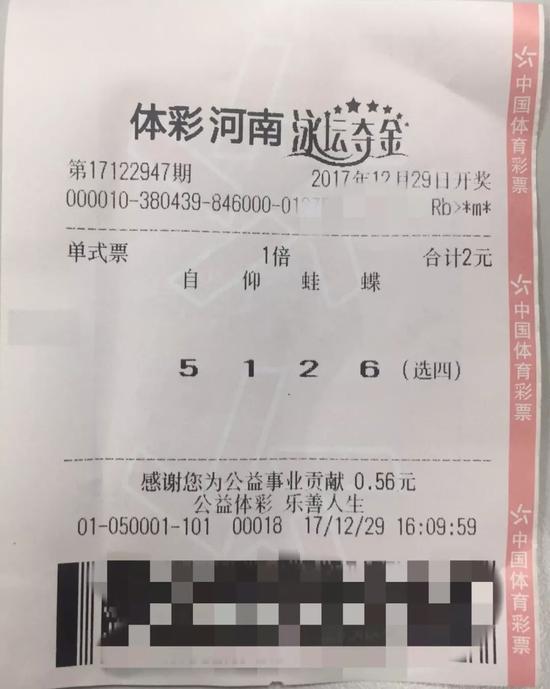 体彩河南 泳坛夺金
第17122947期 2017年12月29日开奖
000010-380439-846000-01 Rb>*m*
单式票 1倍 合计2元
自 仰 蛙 蝶
5 1 2 6 (选四)
感谢您为公益事业贡献 0.56元
公益体彩 乐善人生
01-050001-101 00018 17/12/29 16:09:59
中国体育彩票
中国体育彩票
中国体育彩票